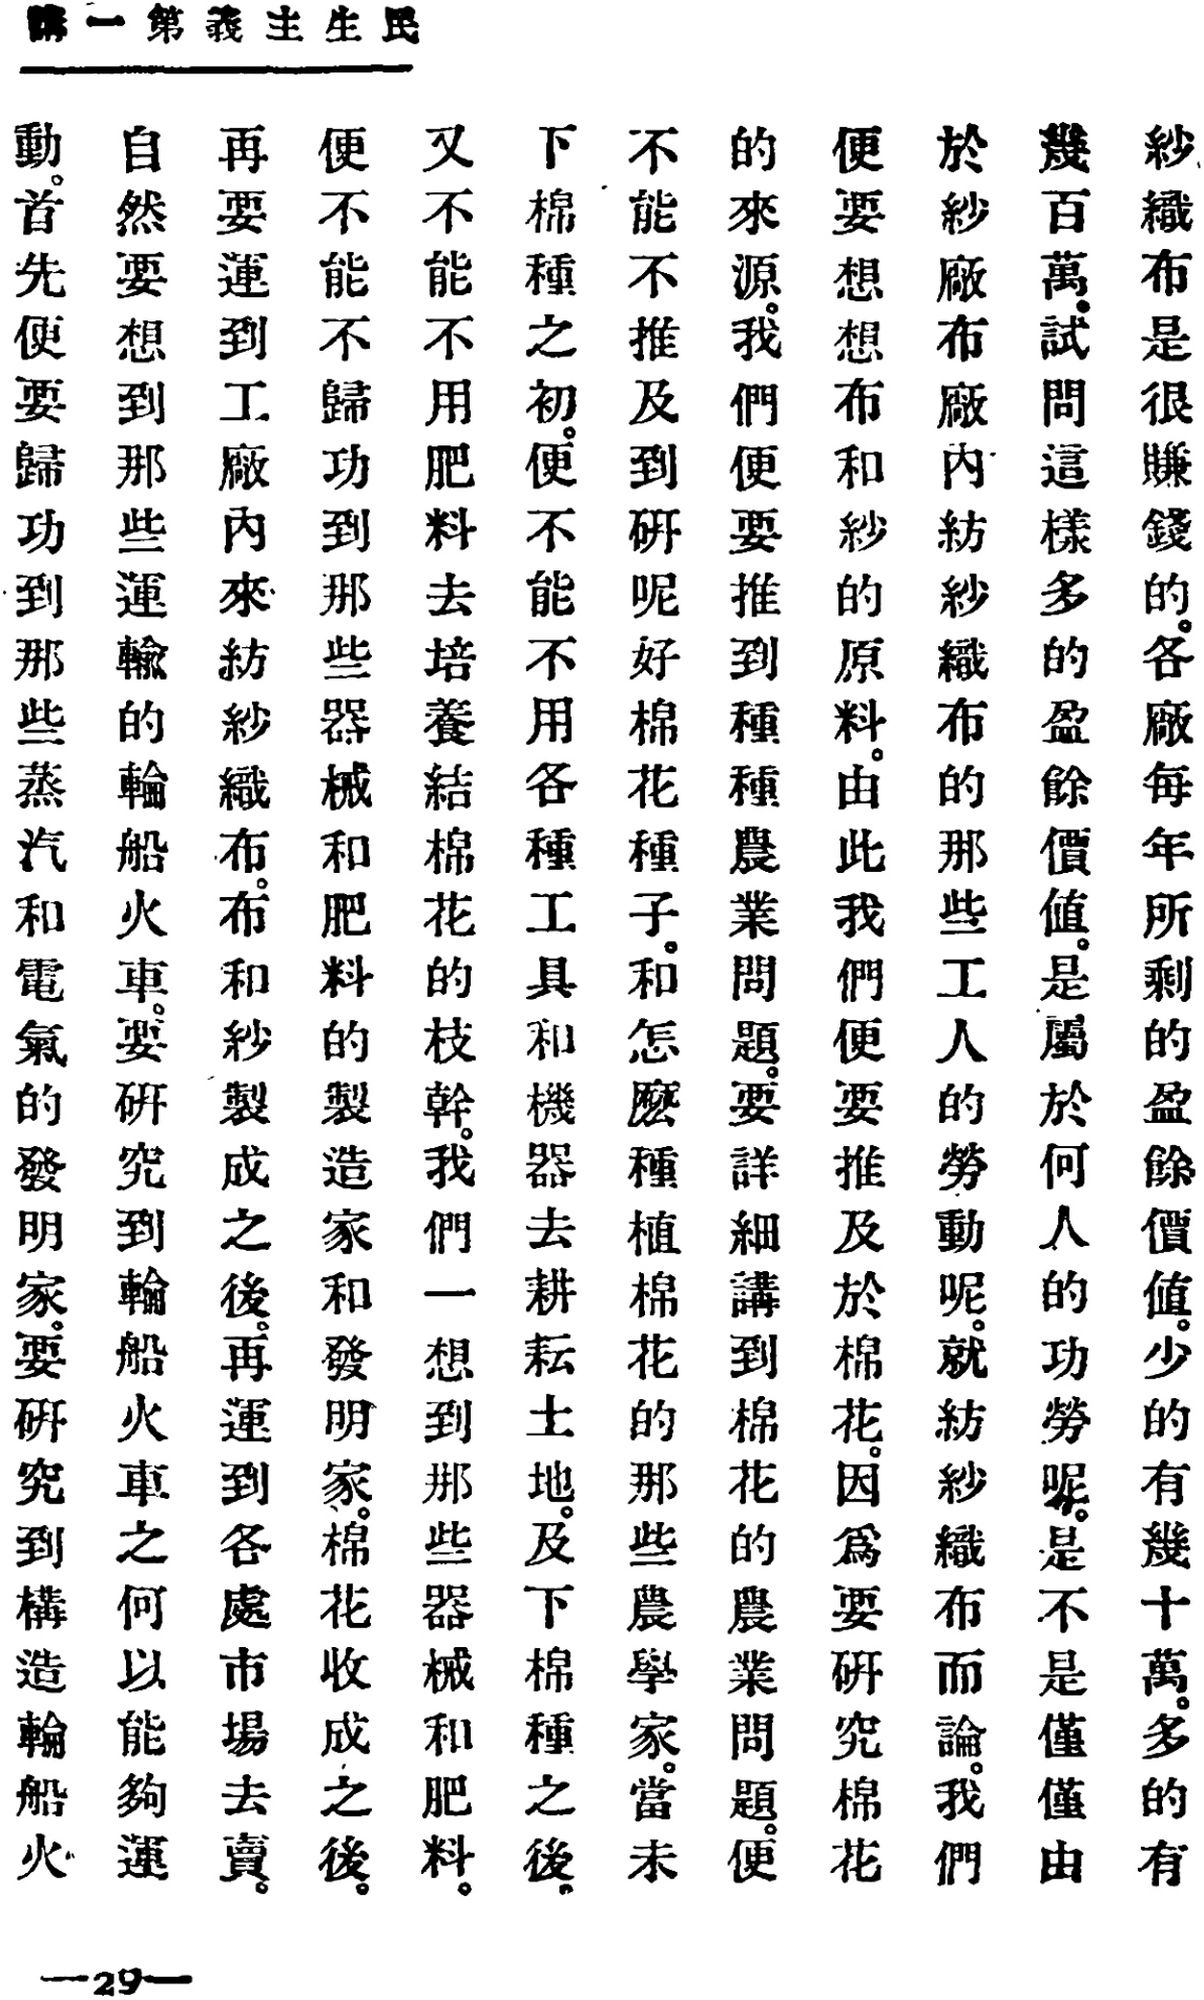 民生主義第一講
紗織布是很賺錢的。各廠每年所剩的盈餘價值。少的有幾十萬。多的有
幾百萬。試問這樣多的盈餘價值。是屬於何人的功勞呢。是不是僅僅由
於紗廠布廠內紡紗織布的那些工人的勞動呢。就紡紗織布而論。我們
便要想想布和紗的原料。由此我們便要推及於棉花。因爲要研究棉花
的來源。我們便要推到種種農業問題。要詳細講到棉花的農業問題。便
不能不推及到研呢好棉花種子。和怎麽種植棉花的那些農學家。當未
下棉種之初。便不能不用各種工具和機器去耕耘土地。及下棉種之後。
又不能不用肥料去培養結棉花的枝幹。我們一想到那些器械和肥料。
便不能不歸功到那些器械和肥料的製造家和發明家。棉花收成之後。
再要運到工廠內來紡紗織布。布和紗製成之後。再運到各處市場去賣。
自然要想到那些運輸的輪船火車。要研究到輪船火車之何以能夠運
動。首先便要歸功到那些蒸汽和電氣的發明家。要研究到構造輪船火
—29—